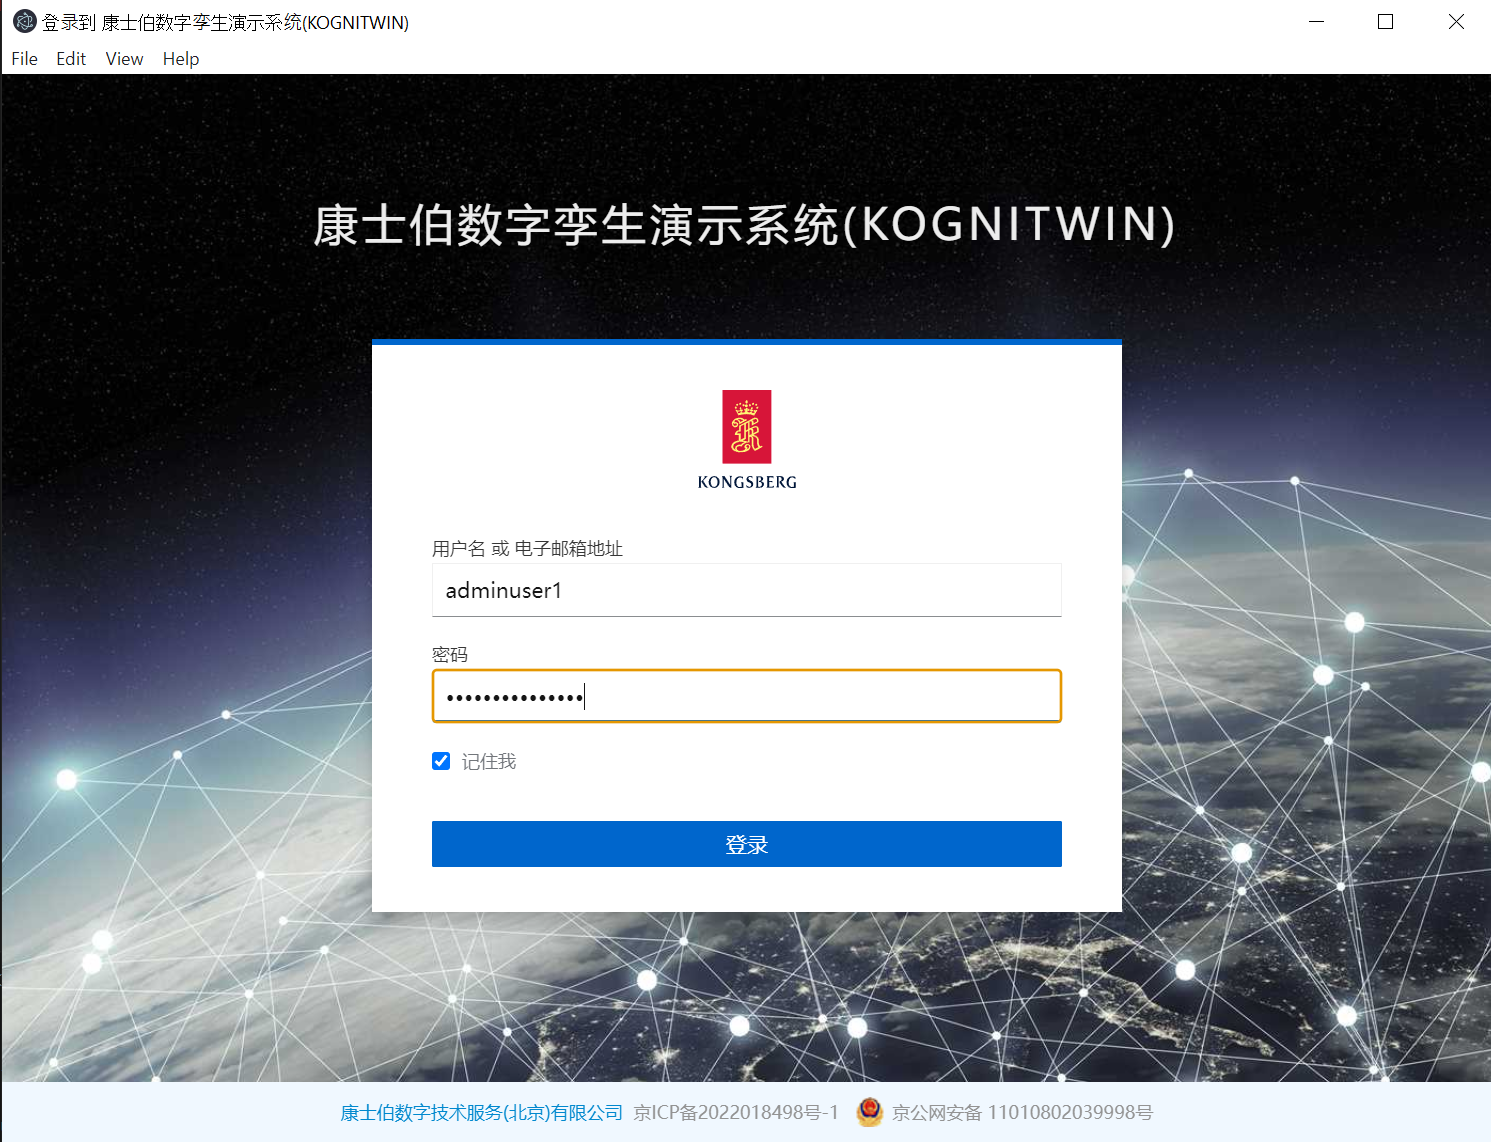 登录到 康士伯数字孪生演示系统(KOGNITWIN)
File Edit View Help
康士伯数字孪生演示系统(KOGNITWIN)
KONGSBERG
用户名 或 电子邮箱地址
adminuser1
密码
•••••••••••••••
记住我
登录
康士伯数字技术服务(北京)有限公司 京ICP备2022018498号-1 京公网安备 11010802039998号